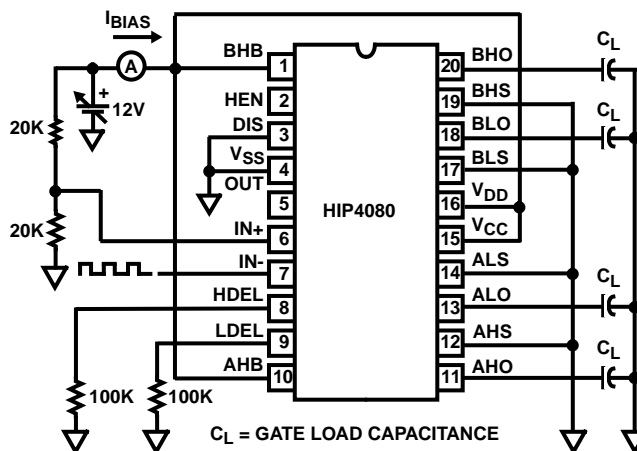 I BIAS
A
+
12V
20K
20K
BHB
HEN
DIS
VSS
OUT
IN+
IN-
HDEL
LDEL
AHB
1
2
3
4
5
6
7
8
9
10
HIP4080
20
19
18
17
16
15
14
13
12
11
BHO
BHS
BLO
BLS
VDD
VCC
ALS
ALO
AHS
AHO
CL
CL
CL
CL
100K
100K
CL = GATE LOAD CAPACITANCE